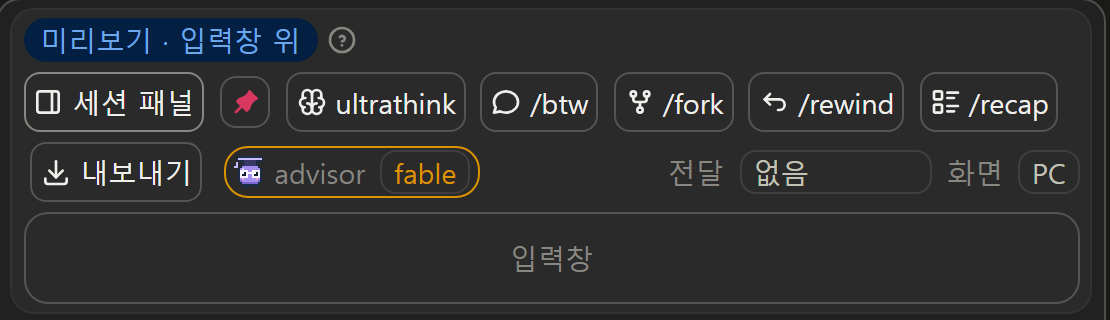 미리보기 · 입력창 위 ?
세션 패널 ultrathink /btw /fork /rewind /recap
내보내기 advisor fable 전달 없음 화면 PC
입력창